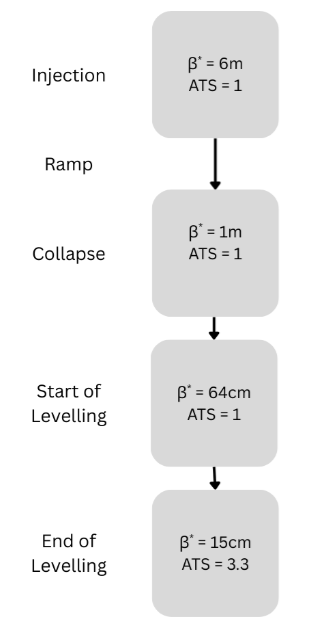 Injection
β* = 6m
ATS = 1
Ramp
Collapse
β* = 1m
ATS = 1
Start of
Levelling
β* = 64cm
ATS = 1
End of
Levelling
β* = 15cm
ATS = 3.3